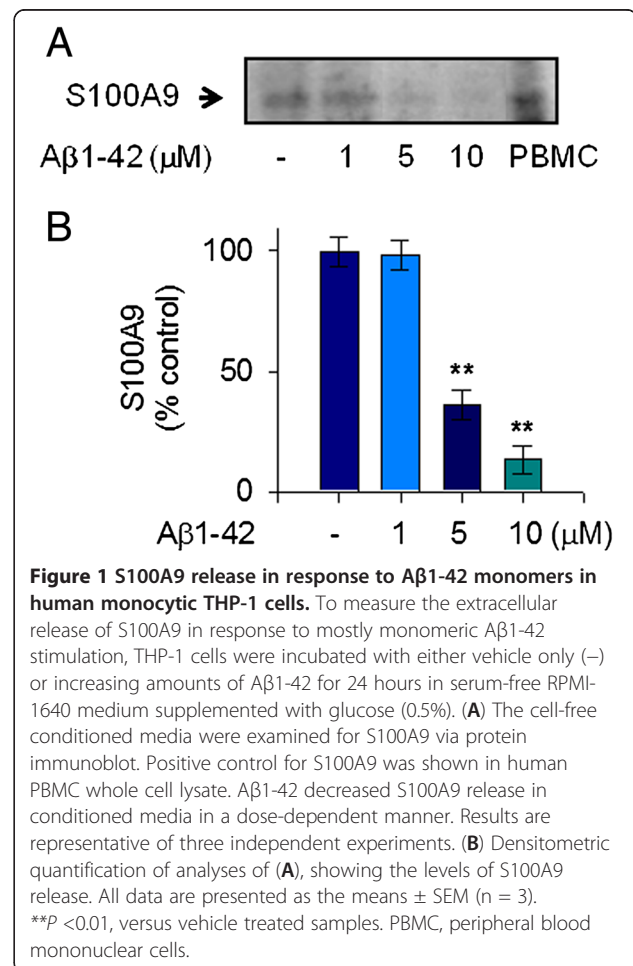 A
S100A9
Aβ1-42 (μM) - 1 5 10 PBMC
B
S100A9
(% control)
100
50
0
**
**
Aβ1-42 - 1 5 10 (μM)
Figure 1 S100A9 release in response to Aβ1-42 monomers in
human monocytic THP-1 cells. To measure the extracellular
release of S100A9 in response to mostly monomeric Aβ1-42
stimulation, THP-1 cells were incubated with either vehicle only (−)
or increasing amounts of Aβ1-42 for 24 hours in serum-free RPMI-
1640 medium supplemented with glucose (0.5%). (A) The cell-free
conditioned media were examined for S100A9 via protein
immunoblot. Positive control for S100A9 was shown in human
PBMC whole cell lysate. Aβ1-42 decreased S100A9 release in
conditioned media in a dose-dependent manner. Results are
representative of three independent experiments. (B) Densitometric
quantification of analyses of (A), showing the levels of S100A9
release. All data are presented as the means ± SEM (n = 3).
**P <0.01, versus vehicle treated samples. PBMC, peripheral blood
mononuclear cells.